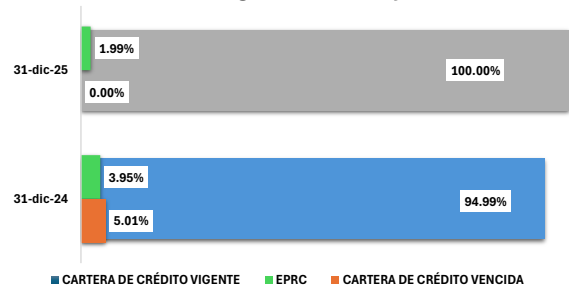 1.99%
31-dic-25
100.00%
0.00%
3.95%
31-dic-24
94.99%
5.01%
CARTERA DE CRÉDITO VIGENTE EPRC CARTERA DE CRÉDITO VENCIDA